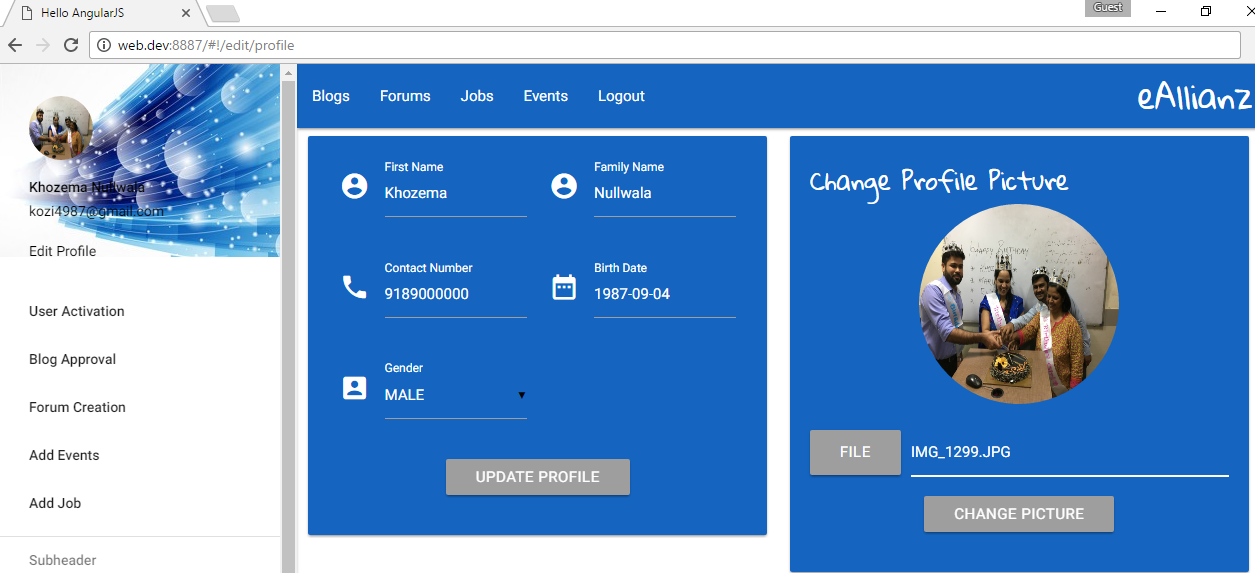 Hello AngularJS
Guest
web.dev:8887/#!/edit/profile
Khozema Nullwala
kozi4987@gmail.com
Edit Profile
User Activation
Blog Approval
Forum Creation
Add Events
Add Job
Subheader
Blogs Forums Jobs Events Logout
eAllianz
First Name
Khozema
Family Name
Nullwala
Contact Number
9189000000
Birth Date
1987-09-04
Gender
MALE
UPDATE PROFILE
Change Profile Picture
FILE IMG_1299.JPG
CHANGE PICTURE